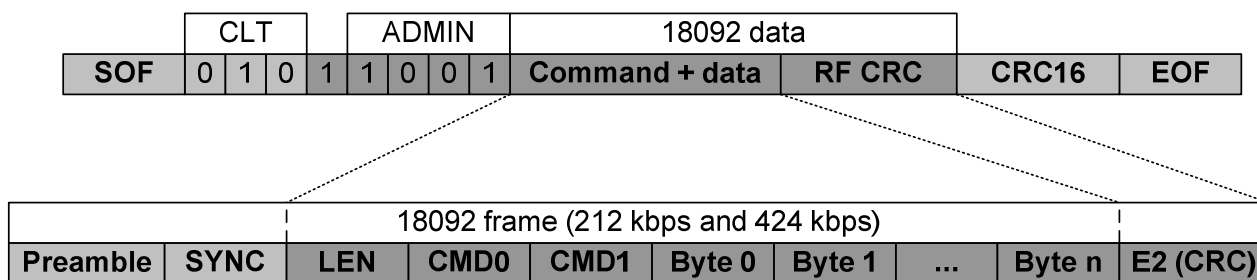 CLT ADMIN 18092 data
SOF 0 1 0 1 1 0 0 1 Command + data RF CRC CRC16 EOF
18092 frame (212 kbps and 424 kbps)
Preamble SYNC LEN CMD0 CMD1 Byte 0 Byte 1 ... Byte n E2 (CRC)